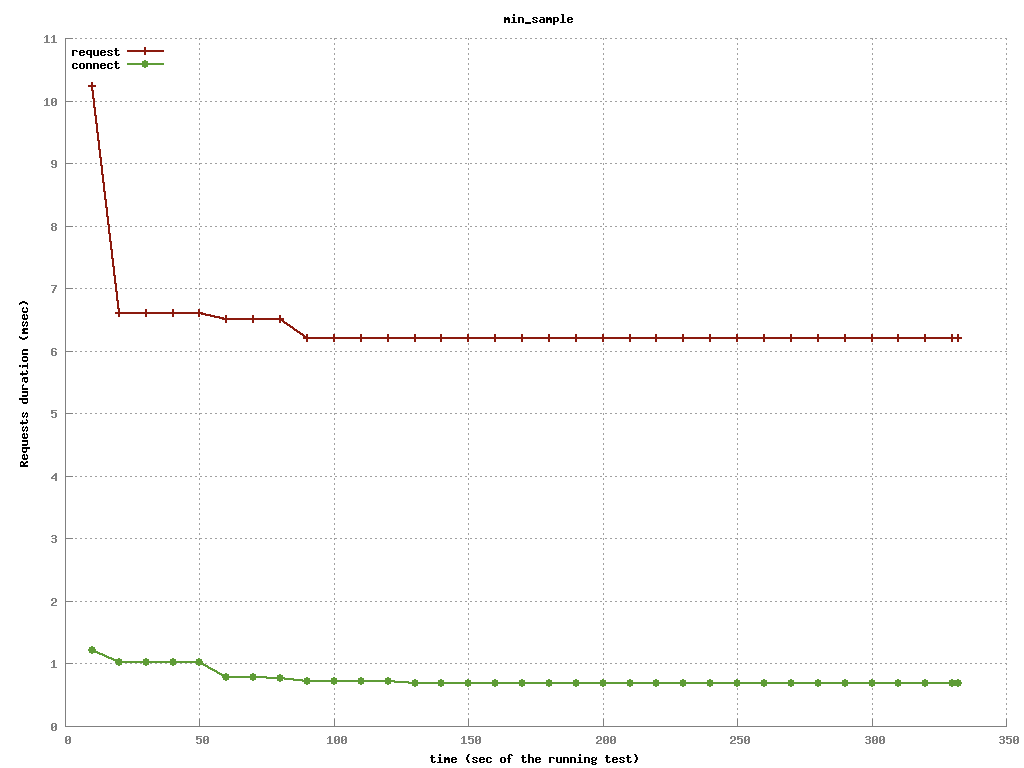 min_sample
request
connect
11
10
9
8
7
6
5
4
3
2
1
0
Requests duration (msec)
0 50 100 150 200 250 300 350
time (sec of the running test)